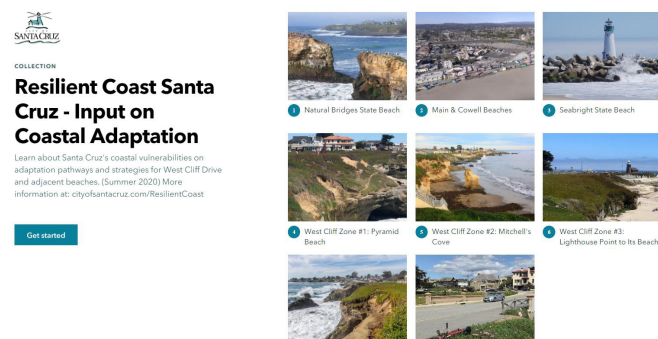 SANTA CRUZ
COLLECTION
Resilient Coast Santa
Cruz - Input on
Coastal Adaptation
Learn about Santa Cruz's coastal vulnerabilities on
adaptation pathways and strategies for West Cliff Drive
and adjacent beaches. (Summer 2020) More
information at: cityofsantacruz.com/ResilientCoast
Get started
1 Natural Bridges State Beach
2 Main & Cowell Beaches
3 Seabright State Beach
4 West Cliff Zone #1: Pyramid
Beach
5 West Cliff Zone #2: Mitchell's
Cove
6 West Cliff Zone #3:
Lighthouse Point to Its Beach